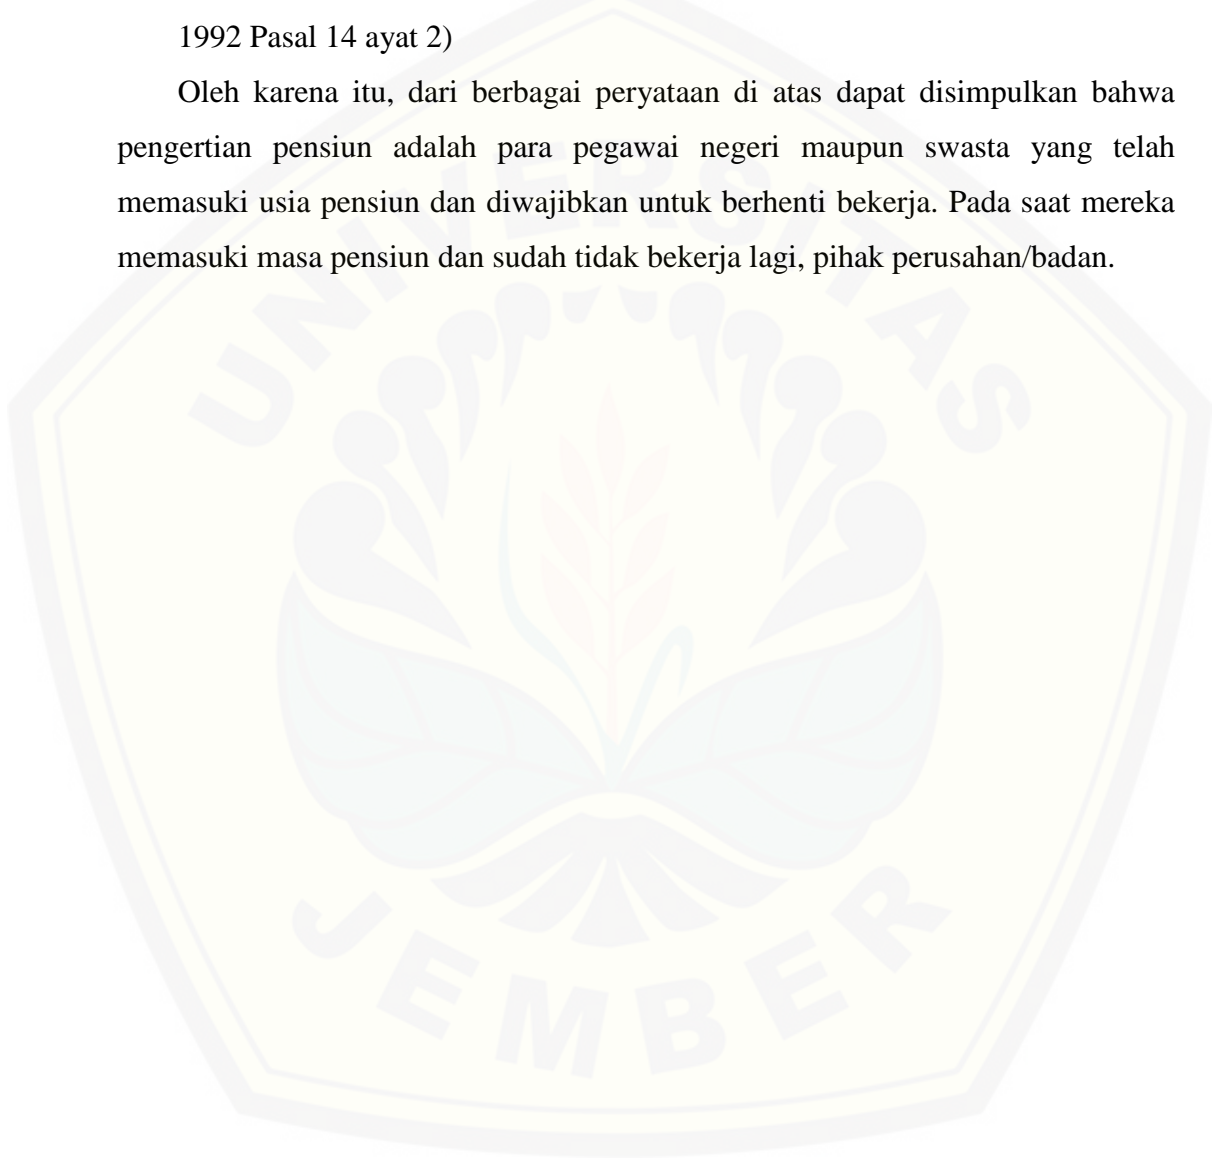 1992 Pasal 14 ayat 2)
Oleh karena itu, dari berbagai peryataan di atas dapat disimpulkan bahwa
pengertian pensiun adalah para pegawai negeri maupun swasta yang telah
memasuki usia pensiun dan diwajibkan untuk berhenti bekerja. Pada saat mereka
memasuki masa pensiun dan sudah tidak bekerja lagi, pihak perusahan/badan.
UNIVERSITAS
JEMBER